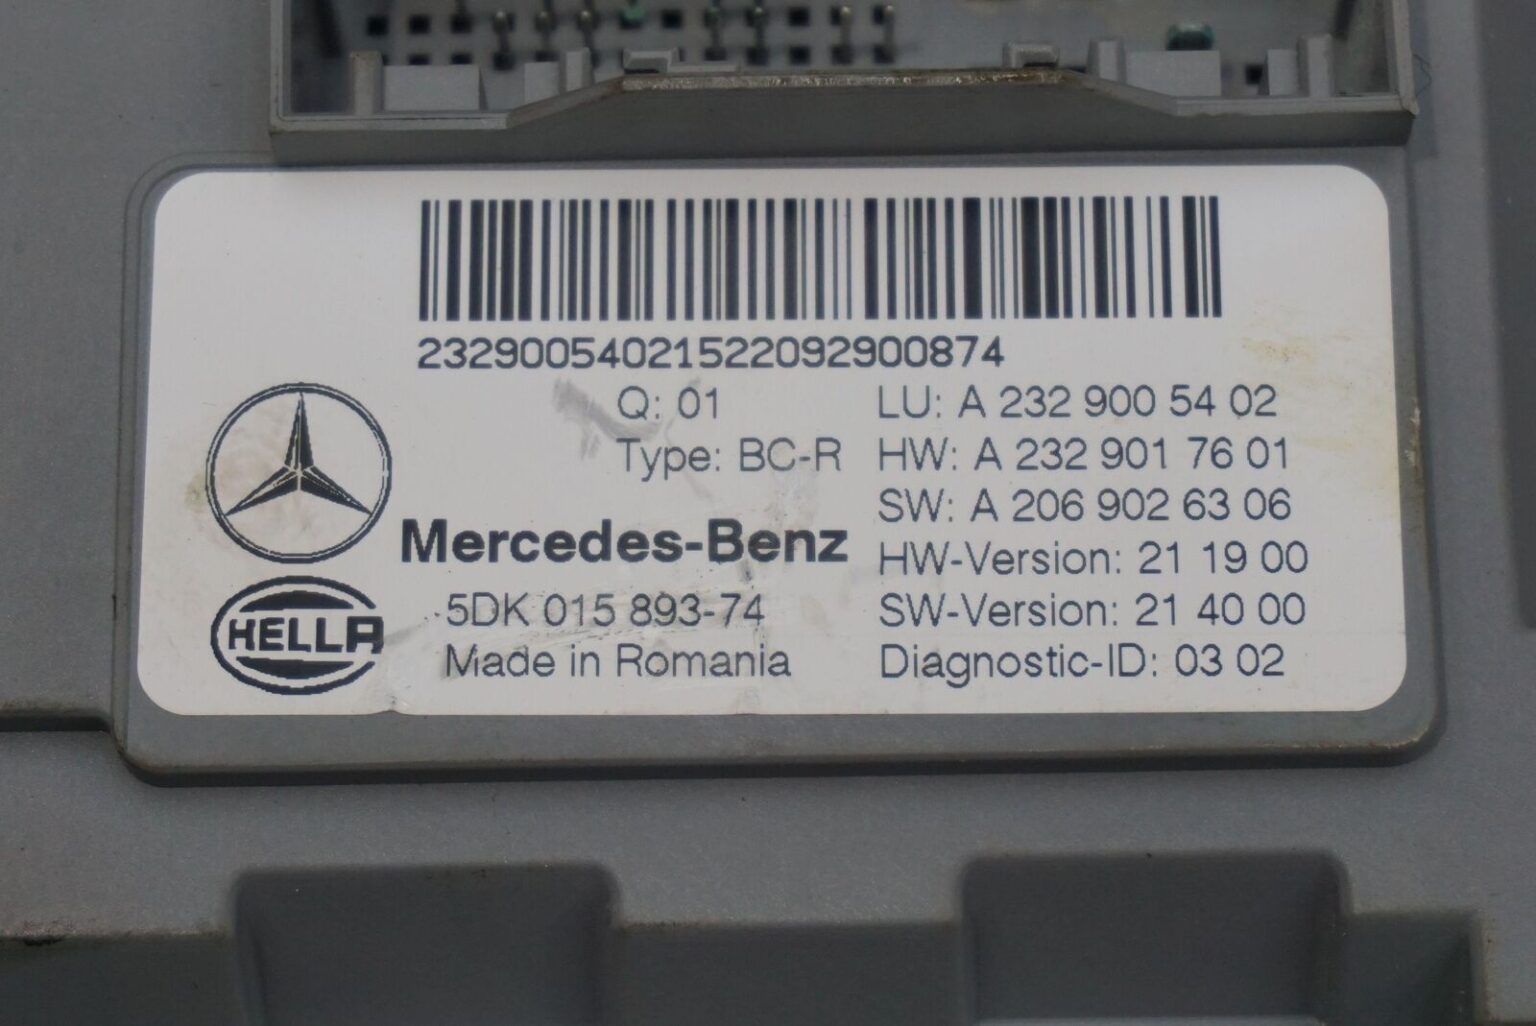 23290054021522092900874
Q: 01
LU: A 232 900 54 02
Type: BC-R
HW: A 232 901 76 01
SW: A 206 902 63 06
Mercedes-Benz
HW-Version: 21 19 00
HELLA
5DK 015 893-74
SW-Version: 21 40 00
Made in Romania
Diagnostic-ID: 03 02